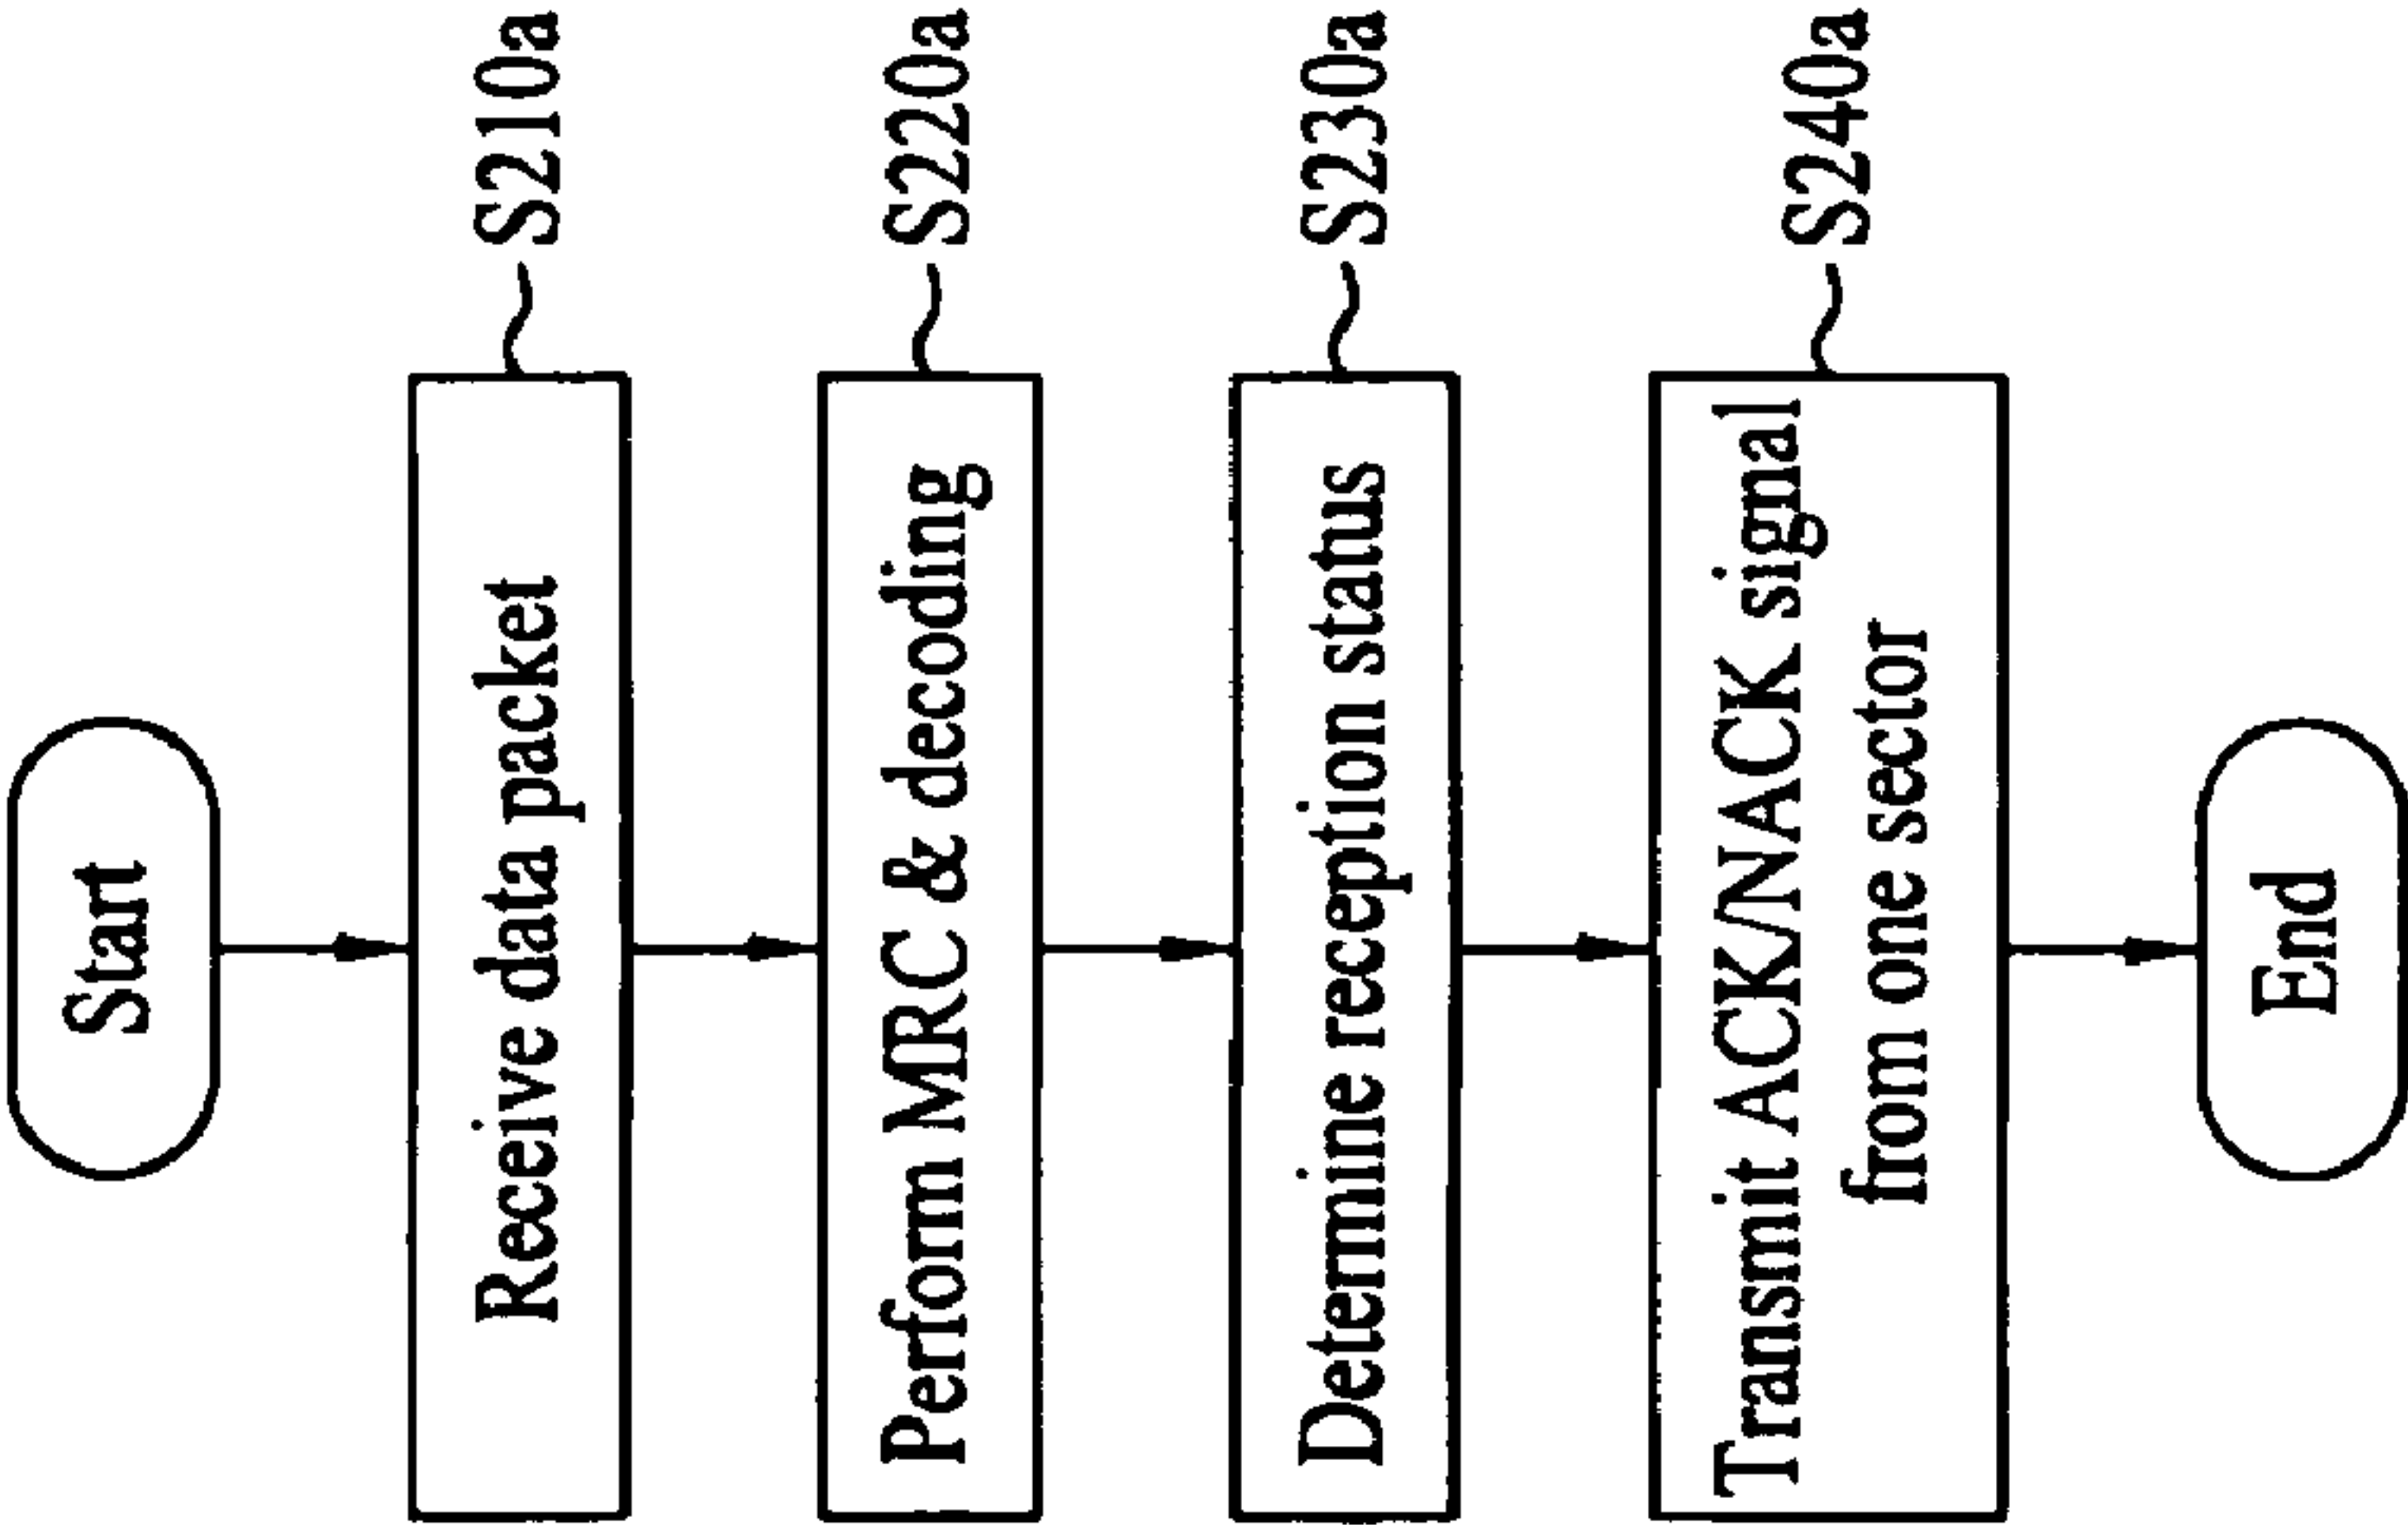 Start
Receive data packet
S210a
Perform MRC & decoding
S220a
Determine reception status
S230a
Transmit ACK/NACK signal
from one sector
S240a
End